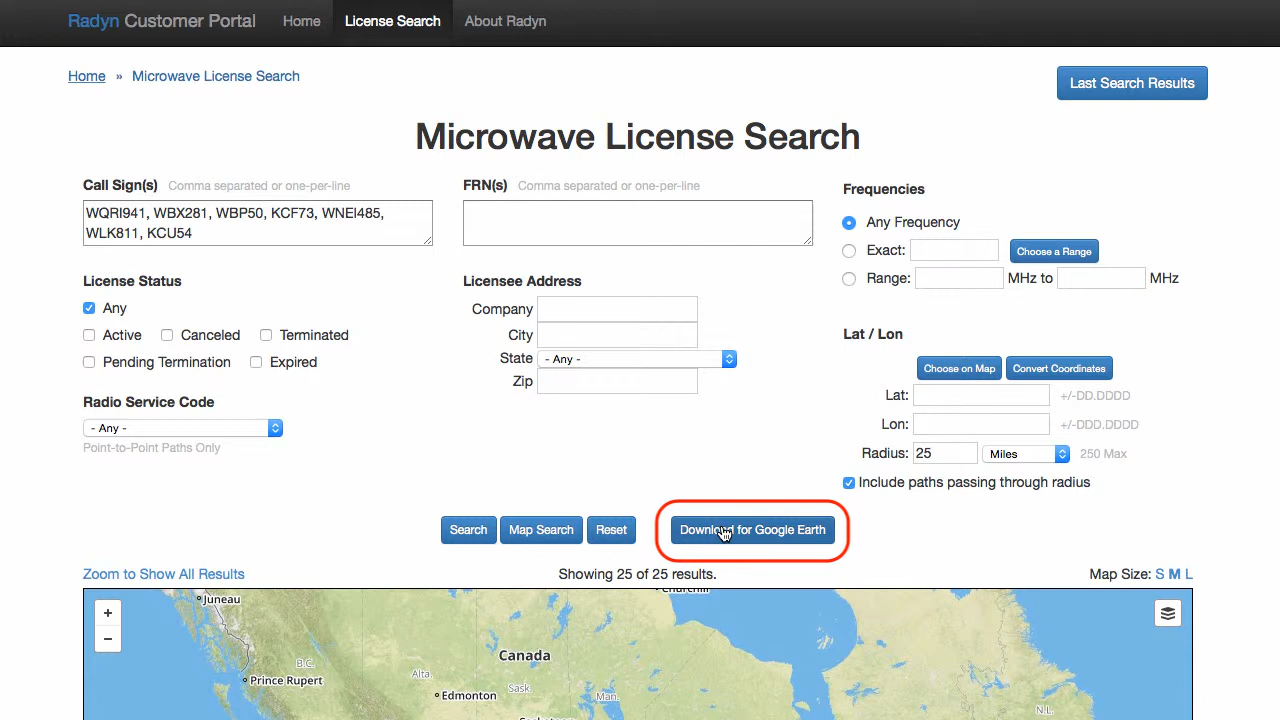 Radyn Customer Portal Home License Search About Radyn
Home » Microwave License Search
Last Search Results
Microwave License Search
Call Sign(s) Comma separated or one-per-line
WQRI941, WBX281, WBP50, KCF73, WNEI485,
WLK811, KCU54
FRN(s) Comma separated or one-per-line
Frequencies
Any Frequency
Exact: Choose a Range
Range: MHz to MHz
License Status
Any
Active Canceled Terminated
Pending Termination Expired
Licensee Address
Company
City
State - Any -
Zip
Lat / Lon
Choose on Map Convert Coordinates
Lat: +/-DD.DDDD
Lon: +/-DDD.DDDD
Radius: 25 Miles 250 Max
Include paths passing through radius
Radio Service Code
- Any -
Point-to-Point Paths Only
Search Map Search Reset Download for Google Earth
Zoom to Show All Results Showing 25 of 25 results. Map Size: S M L
+
−
Juneau
Churchill
Canada
B.C.
Prince Rupert
Alta.
Edmonton
Sask.
Man.
N.L.